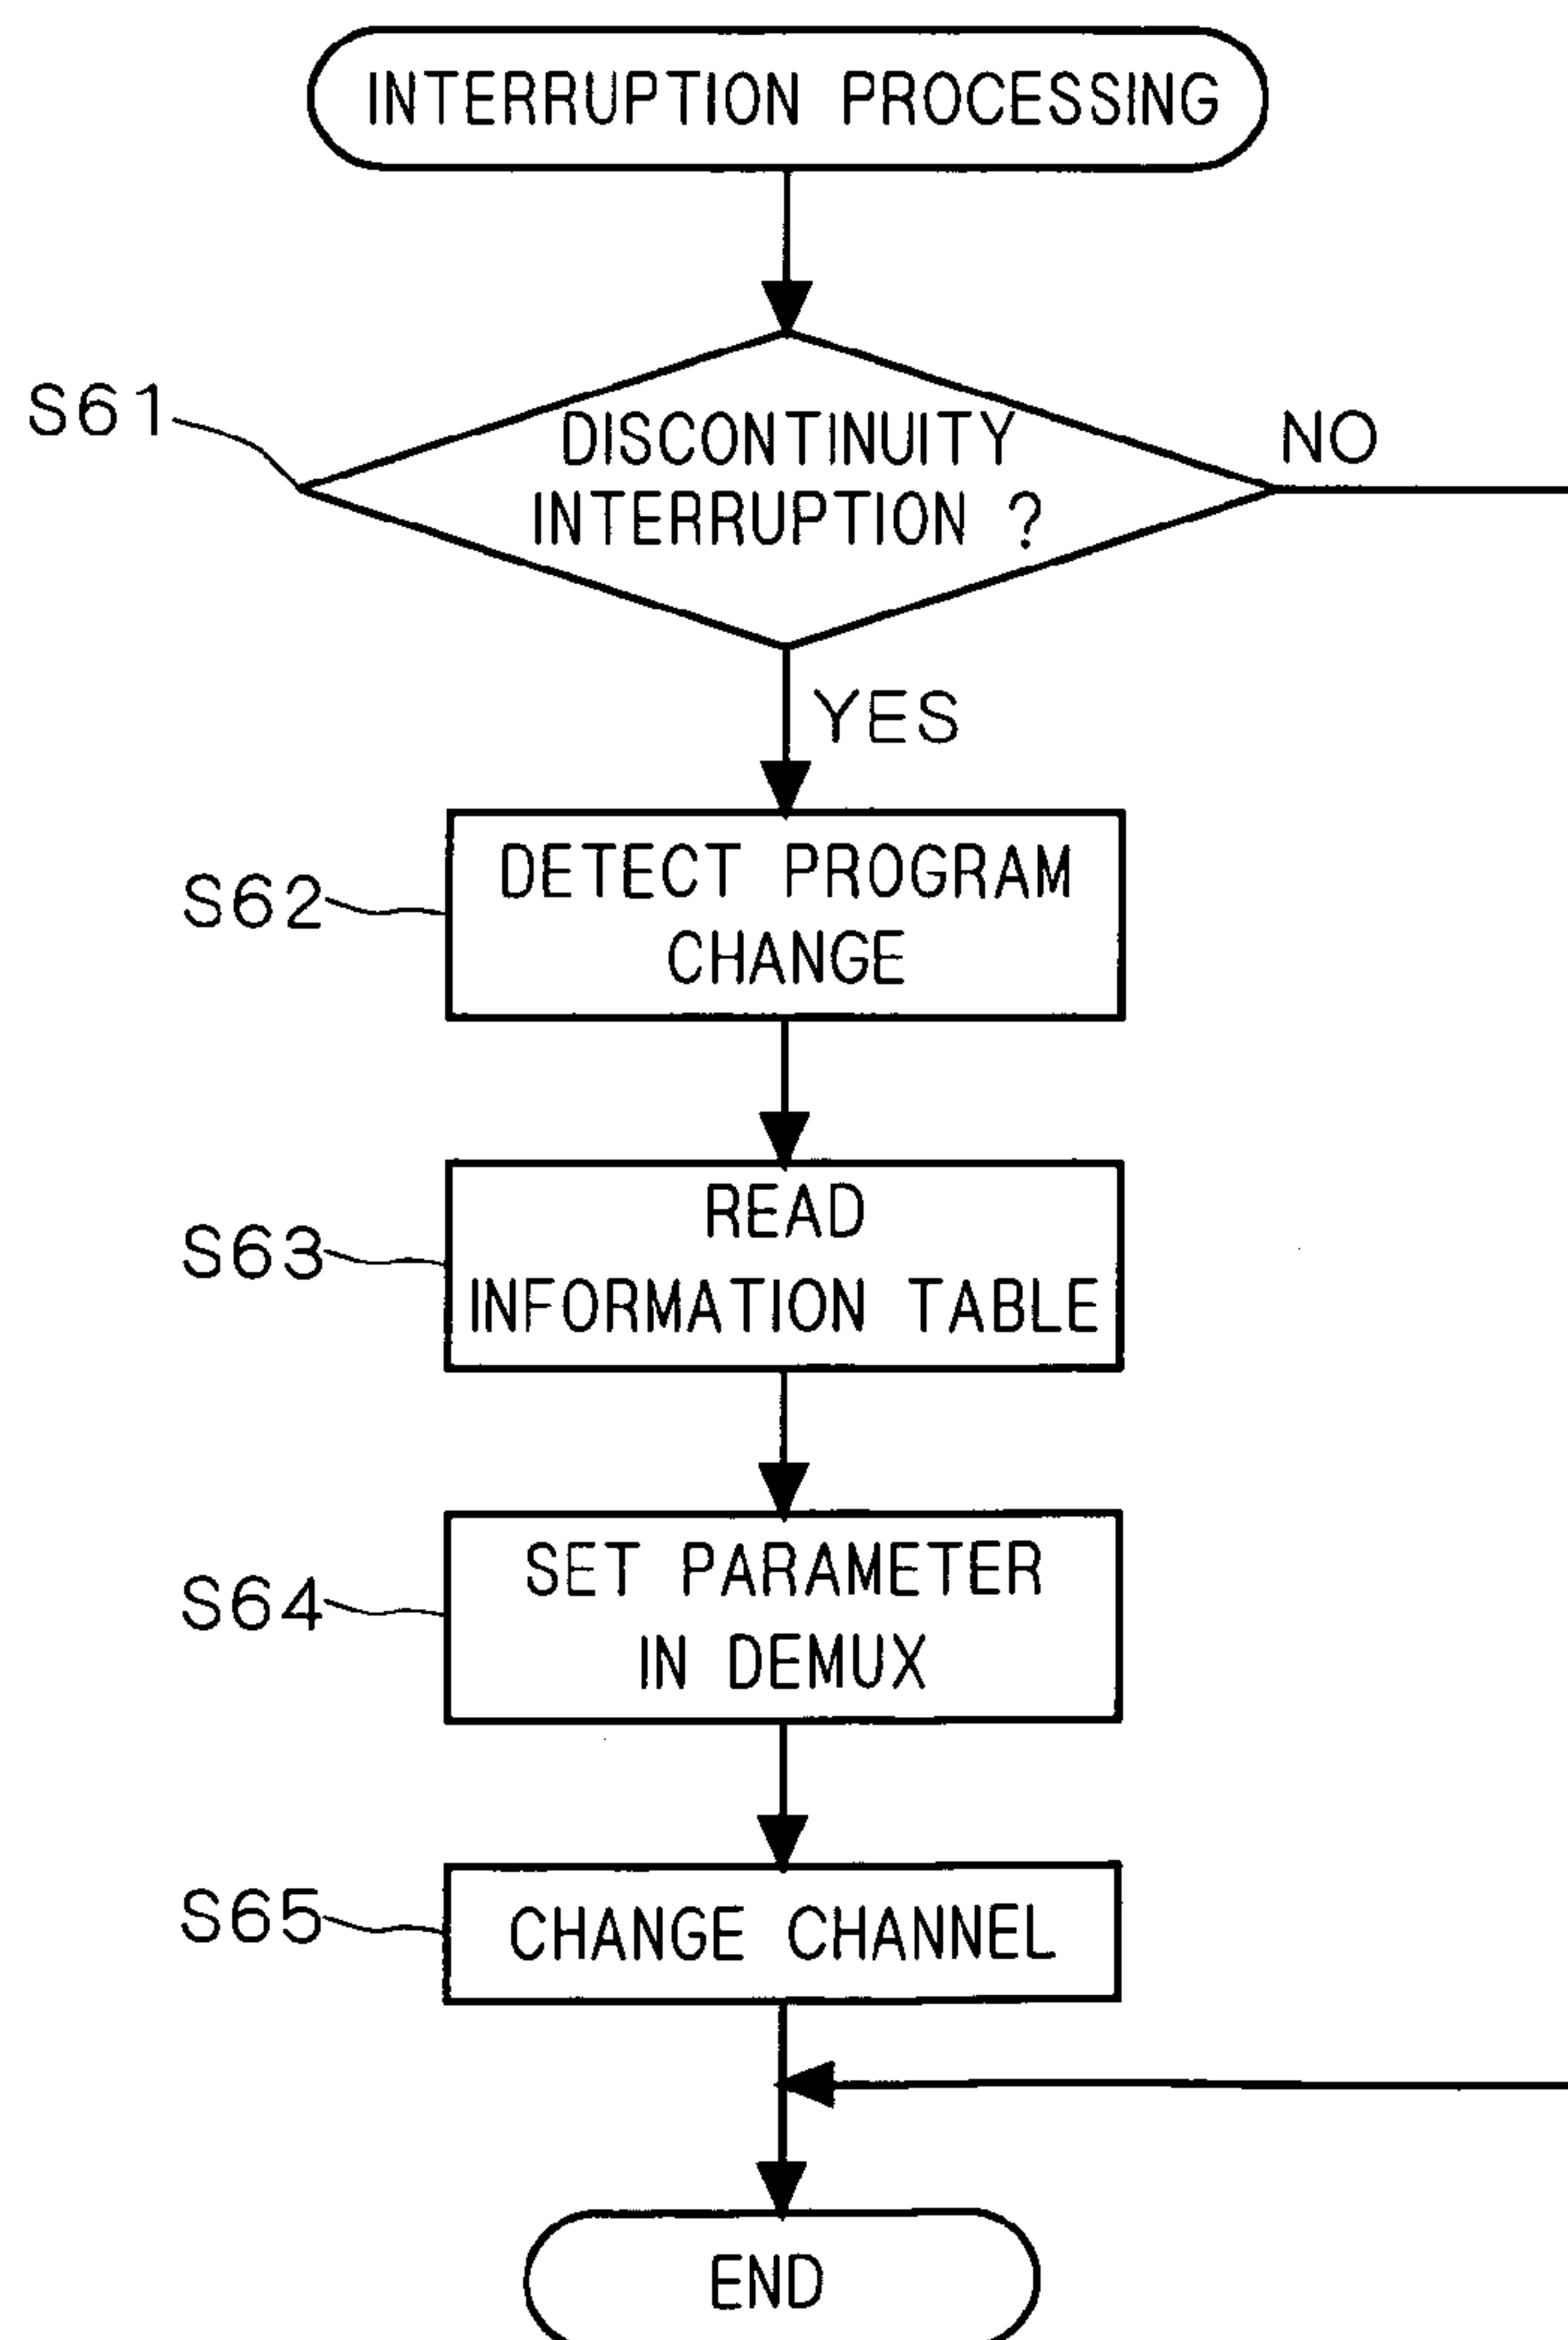 INTERRUPTION PROCESSING
S61
DISCONTINUITY
INTERRUPTION ?
NO
YES
S62
DETECT PROGRAM
CHANGE
S63
READ
INFORMATION TABLE
S64
SET PARAMETER
IN DEMUX
S65
CHANGE CHANNEL
END